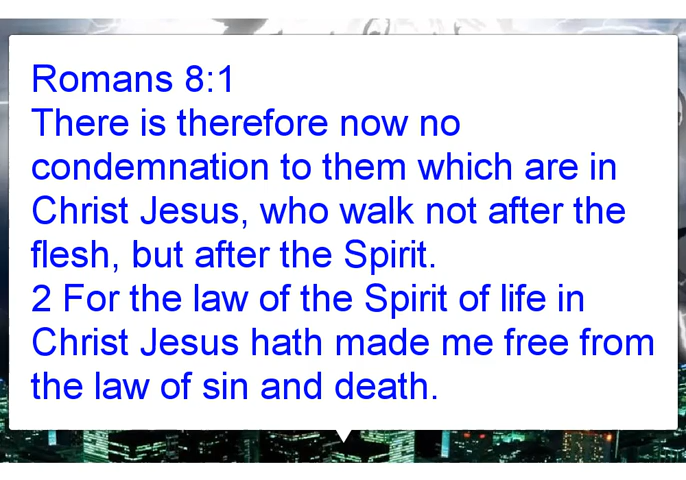 Romans 8:1
There is therefore now no
condemnation to them which are in
Christ Jesus, who walk not after the
flesh, but after the Spirit.
2 For the law of the Spirit of life in
Christ Jesus hath made me free from
the law of sin and death.